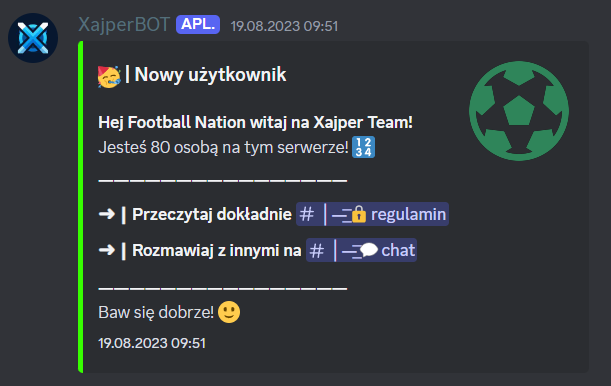 XajperBOT APL. 19.08.2023 09:51
🥳 | Nowy użytkownik
Hej Football Nation witaj na Xajper Team!
Jesteś 80 osobą na tym serwerze! 🔢
————————————————
➜ | Przeczytaj dokładnie # │─=🔒regulamin
➜ | Rozmawiaj z innymi na # │─=💬chat
————————————————
Baw się dobrze! 🙂
19.08.2023 09:51